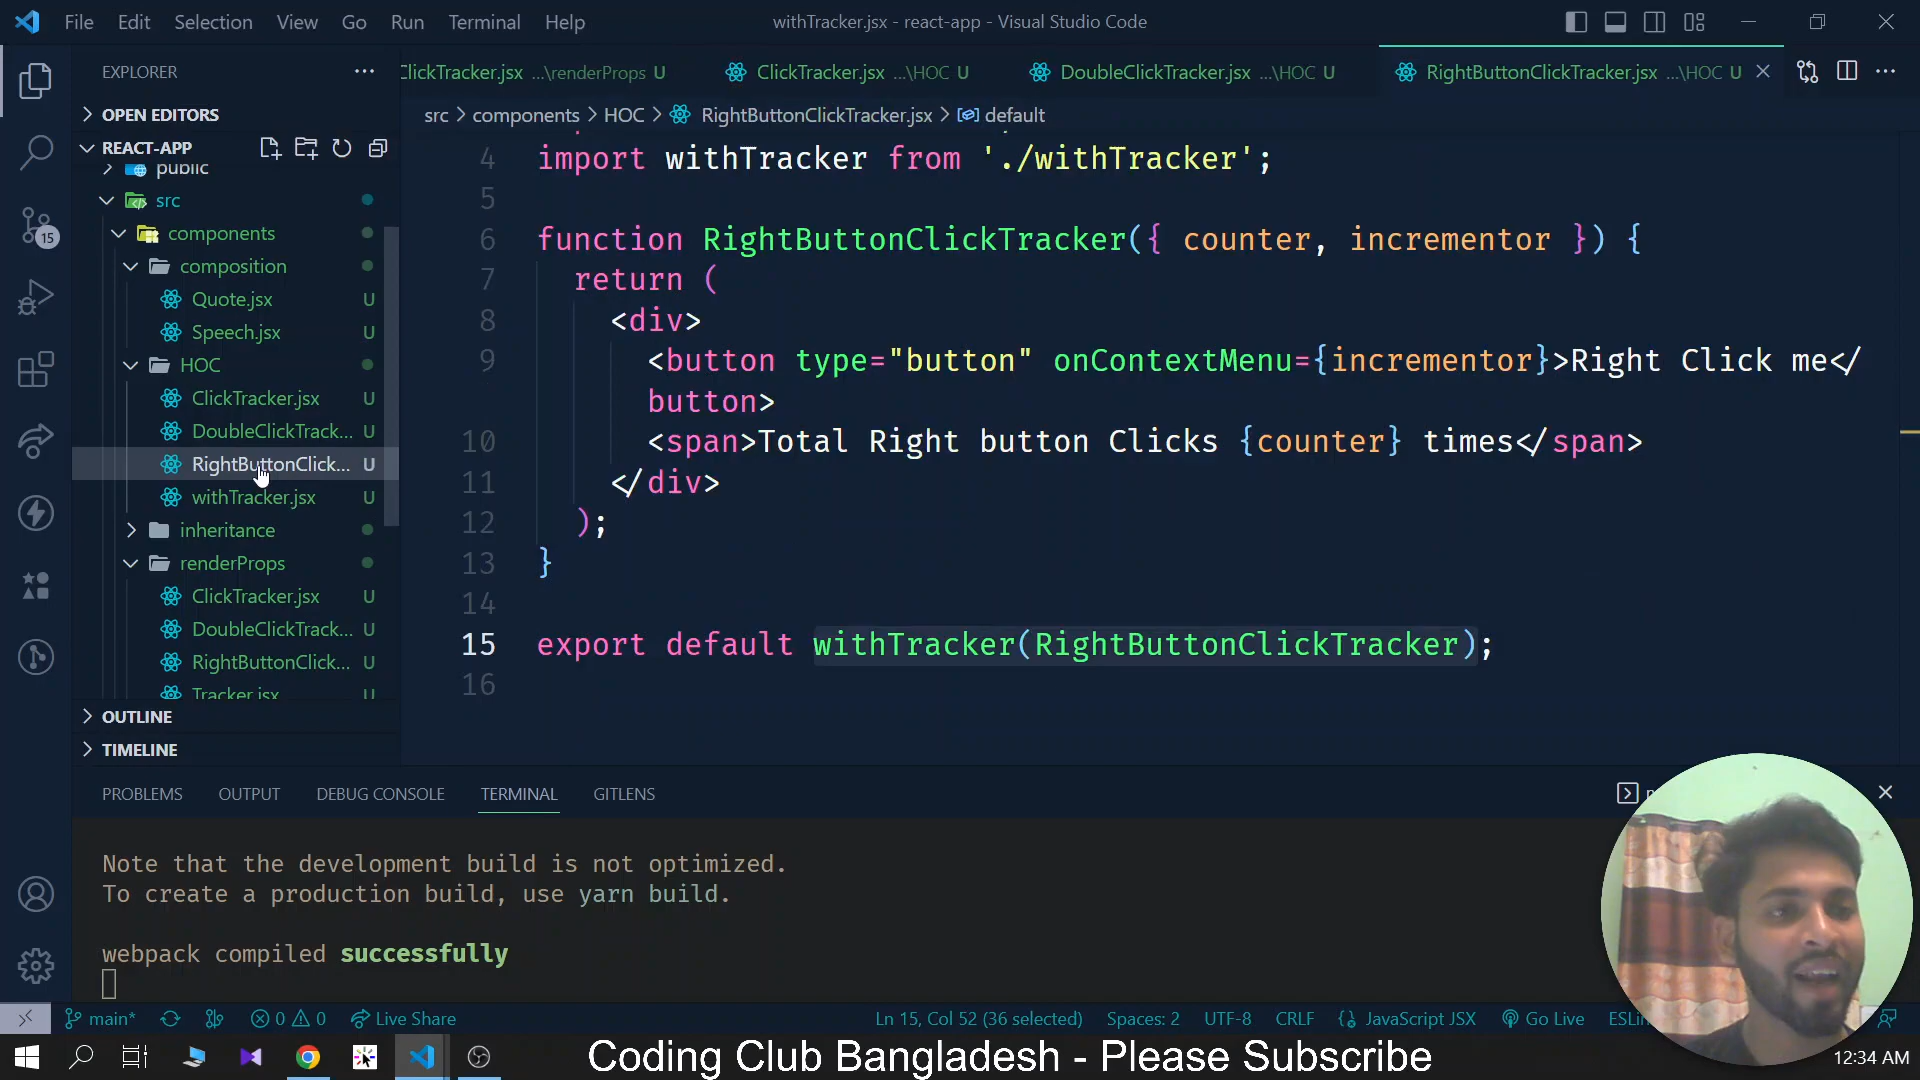 File Edit Selection View Go Run Terminal Help
withTracker.jsx - react-app - Visual Studio Code
EXPLORER
ClickTracker.jsx ...\renderProps U
ClickTracker.jsx ...\HOC U
DoubleClickTracker.jsx ...\HOC U
RightButtonClickTracker.jsx ...\HOC U
OPEN EDITORS
src > components > HOC > RightButtonClickTracker.jsx > default
REACT-APP
public
src
components
composition
Quote.jsx U
Speech.jsx U
HOC
ClickTracker.jsx U
DoubleClickTrack... U
RightButtonClick... U
withTracker.jsx U
inheritance
renderProps
ClickTracker.jsx U
DoubleClickTrack... U
RightButtonClick... U
Tracker.jsx U
OUTLINE
TIMELINE
15
4 import withTracker from './withTracker';
5
6 function RightButtonClickTracker({ counter, incrementor }) {
7 return (
8 <div>
9 <button type="button" onContextMenu={incrementor}>Right Click me</
button>
10 <span>Total Right button Clicks {counter} times</span>
11 </div>
12 );
13 }
14
15 export default withTracker(RightButtonClickTracker);
16
PROBLEMS OUTPUT DEBUG CONSOLE TERMINAL GITLENS
Note that the development build is not optimized.
To create a production build, use yarn build.
webpack compiled successfully
main* 0 0 Live Share
Ln 15, Col 52 (36 selected) Spaces: 2 UTF-8 CRLF JavaScript JSX Go Live
Coding Club Bangladesh - Please Subscribe
12:34 AM